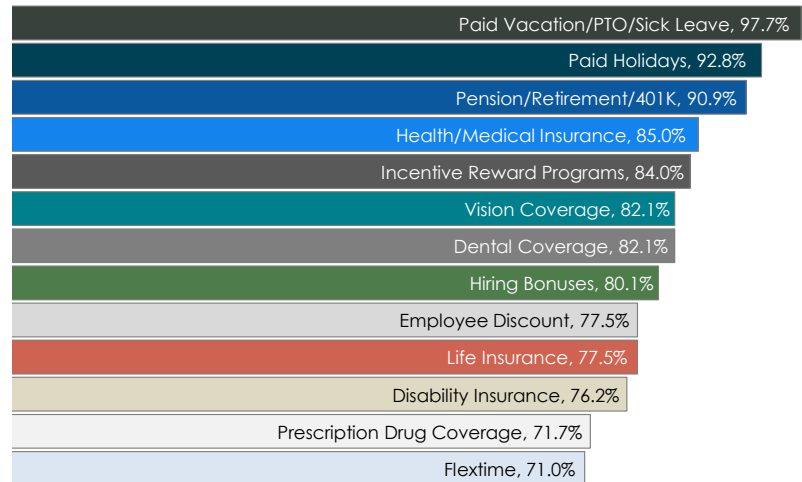 Paid Vacation/PTO/Sick Leave, 97.7%
Paid Holidays, 92.8%
Pension/Retirement/401K, 90.9%
Health/Medical Insurance, 85.0%
Incentive Reward Programs, 84.0%
Vision Coverage, 82.1%
Dental Coverage, 82.1%
Hiring Bonuses, 80.1%
Employee Discount, 77.5%
Life Insurance, 77.5%
Disability Insurance, 76.2%
Prescription Drug Coverage, 71.7%
Flextime, 71.0%